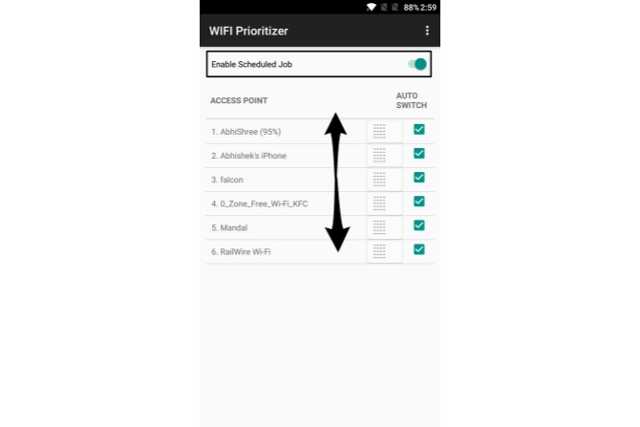 88% 2:59
WIFI Prioritizer
Enable Scheduled Job
ACCESS POINT
AUTO
SWITCH
1. AbhiShree (95%)
2. Abhishek's iPhone
3. falcon
4. 0_Zone_Free_Wi-Fi_KFC
5. Mandal
6. RailWire Wi-Fi